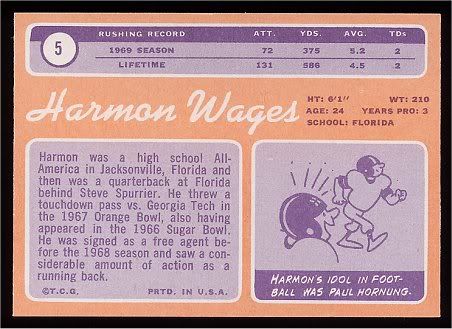 5
RUSHING RECORD ATT. YDS. AVG. TDs
1969 SEASON 72 375 5.2 2
LIFETIME 131 586 4.5 2
Harmon Wages
HT: 6'1" WT: 210
AGE: 24 YEARS PRO: 3
SCHOOL: FLORIDA
Harmon was a high school All-
America in Jacksonville, Florida and
then was a quarterback at Florida
behind Steve Spurrier. He threw a
touchdown pass vs. Georgia Tech in
the 1967 Orange Bowl, also having
appeared in the 1966 Sugar Bowl.
He was signed as a free agent
before the 1968 season and saw a con-
siderable amount of action as a
running back.
©T.C.G. PRTD. IN U.S.A.
HARMON'S IDOL IN FOOT-
BALL WAS PAUL HORNUNG.